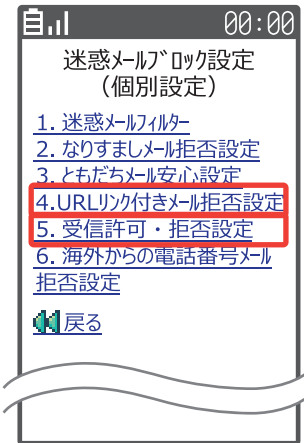 00:00
迷惑ﾒｰﾙﾌﾞﾛｯｸ設定
（個別設定）
1. 迷惑ﾒｰﾙﾌｨﾙﾀｰ
2. なりすましﾒｰﾙ拒否設定
3. ともだちﾒｰﾙ安心設定
4.URLﾘﾝｸ付きﾒｰﾙ拒否設定
5. 受信許可・拒否設定
6. 海外からの電話番号ﾒｰﾙ
拒否設定
戻る